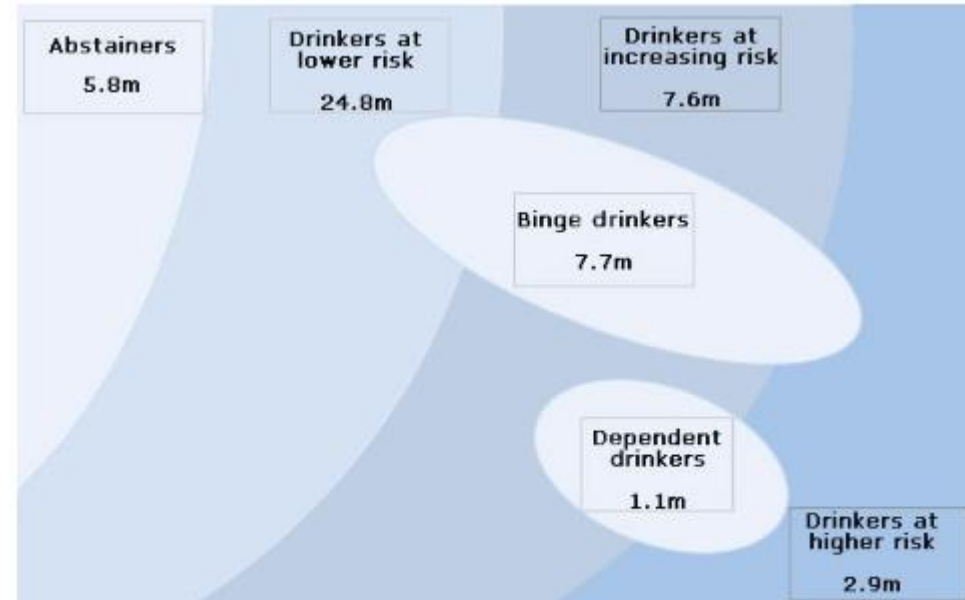 Abstainers
5.8m
Drinkers at
lower risk
24.8m
Drinkers at
increasing risk
7.6m
Binge drinkers
7.7m
Dependent
drinkers
1.1m
Drinkers at
higher risk
2.9m